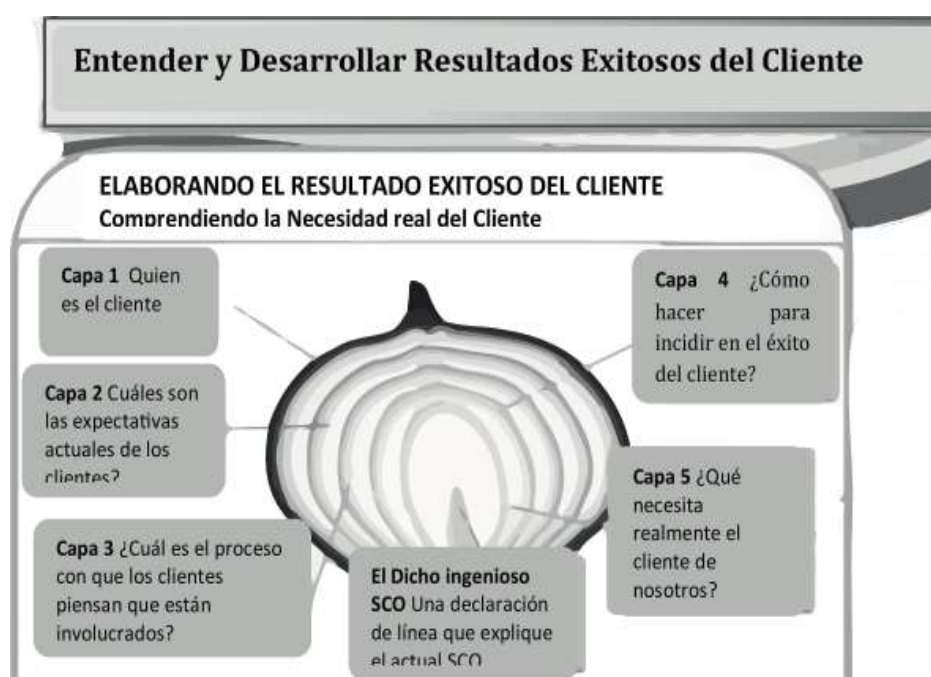 Entender y Desarrollar Resultados Exitosos del Cliente
ELABORANDO EL RESULTADO EXITOSO DEL CLIENTE
Comprendiendo la Necesidad real del Cliente
Capa 1 Quien
es el cliente
Capa 2 Cuáles son
las expectativas
actuales de los
clientes?
Capa 3 ¿Cuál es el proceso
con que los clientes
piensan que están
involucrados?
El Dicho ingenioso
SCO Una declaración
de línea que explique
el actual SCO
Capa 4 ¿Cómo
hacer para
incidir en el éxito
del cliente?
Capa 5 ¿Qué
necesita
realmente el
cliente de
nosotros?